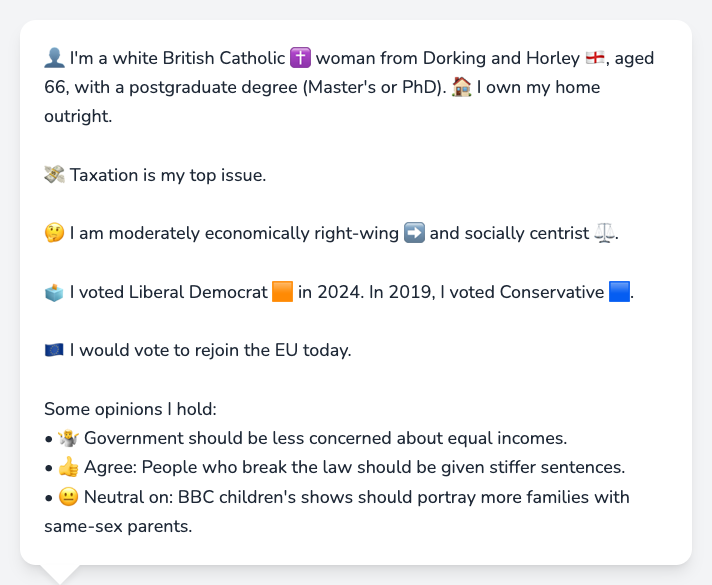 👤 I'm a white British Catholic ✝️ woman from Dorking and Horley 🏴󠁧󠁢󠁥󠁮󠁧󠁿, aged
66, with a postgraduate degree (Master's or PhD). 🏠 I own my home
outright.
💸 Taxation is my top issue.
🤔 I am moderately economically right-wing ➡️ and socially centrist ⚖️.
🗳️ I voted Liberal Democrat 🟧 in 2024. In 2019, I voted Conservative 🟦.
🇪🇺 I would vote to rejoin the EU today.
Some opinions I hold:
• 🤷 Government should be less concerned about equal incomes.
• 👍 Agree: People who break the law should be given stiffer sentences.
• 😐 Neutral on: BBC children's shows should portray more families with
same-sex parents.